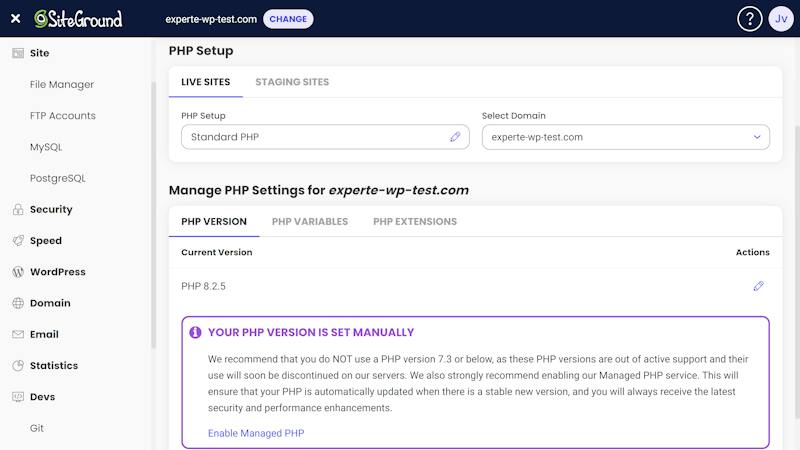 SiteGround
experte-wp-test.com CHANGE
? Jv
Site
File Manager
FTP Accounts
MySQL
PostgreSQL
Security
Speed
WordPress
Domain
Email
Statistics
Devs
Git
PHP Setup
LIVE SITES STAGING SITES
PHP Setup
Standard PHP
Select Domain
experte-wp-test.com
Manage PHP Settings for experte-wp-test.com
PHP VERSION PHP VARIABLES PHP EXTENSIONS
Current Version Actions
PHP 8.2.5
YOUR PHP VERSION IS SET MANUALLY
We recommend that you do NOT use a PHP version 7.3 or below, as these PHP versions are out of active support and their
use will soon be discontinued on our servers. We also strongly recommend enabling our Managed PHP service. This will
ensure that your PHP is automatically updated when there is a stable new version, and you will always receive the latest
security and performance enhancements.
Enable Managed PHP